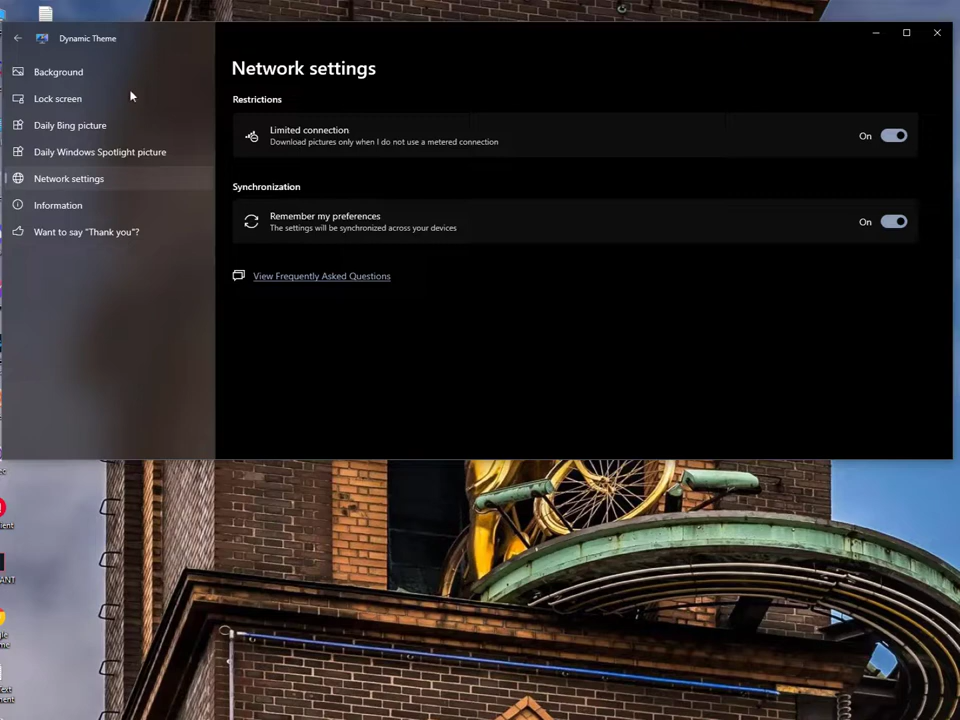 Dynamic Theme
Background
Lock screen
Daily Bing picture
Daily Windows Spotlight picture
Network settings
Information
Want to say "Thank you"?
Network settings
Restrictions
Limited connection
Download pictures only when I do not use a metered connection
On
Synchronization
Remember my preferences
The settings will be synchronized across your devices
On
View Frequently Asked Questions